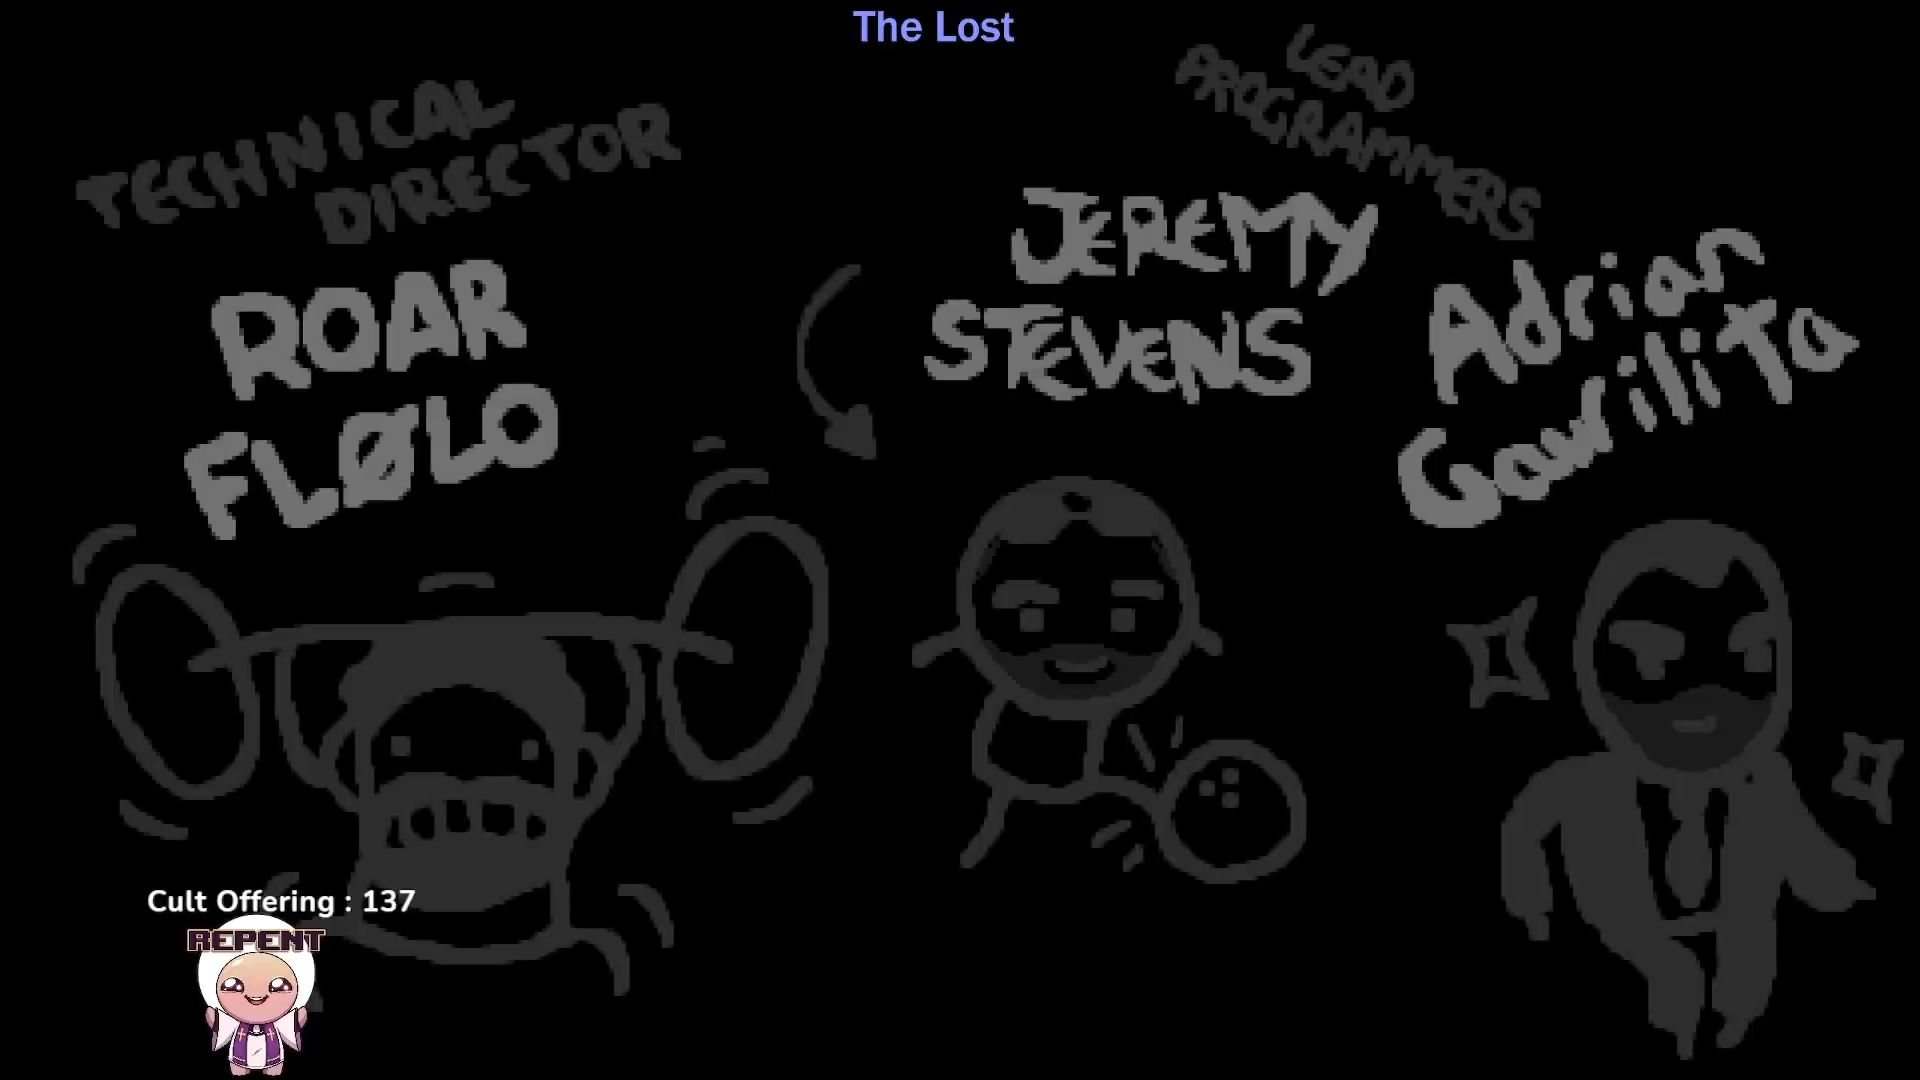 The Lost
TECHNICAL
DIRECTOR
ROAR
FLØLO
LEAD
PROGRAMMERS
JEREMY
STEVENS
Adrian
Gavrilita
Cult Offering : 137
REPENT